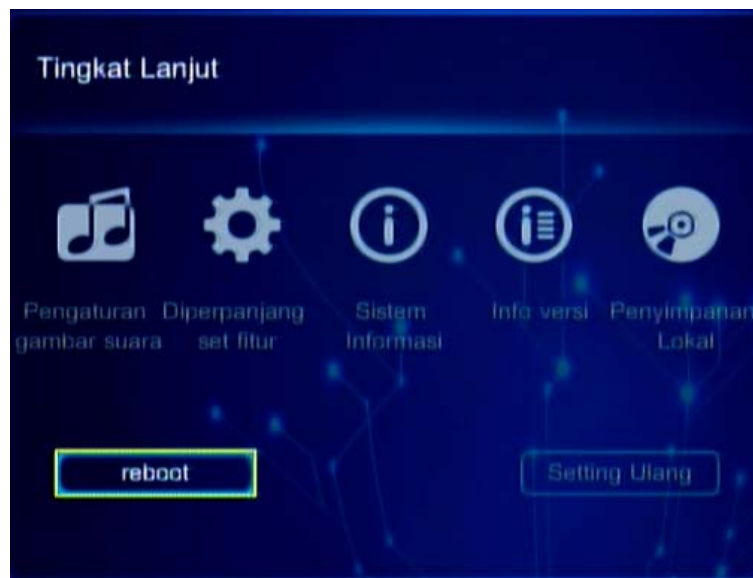 Tingkat Lanjut
Pengaturan Diperpanjang Sistem Info versi Penyimpanan
gambar suara set fitur Informasi Lokal
reboot Setting Ulang